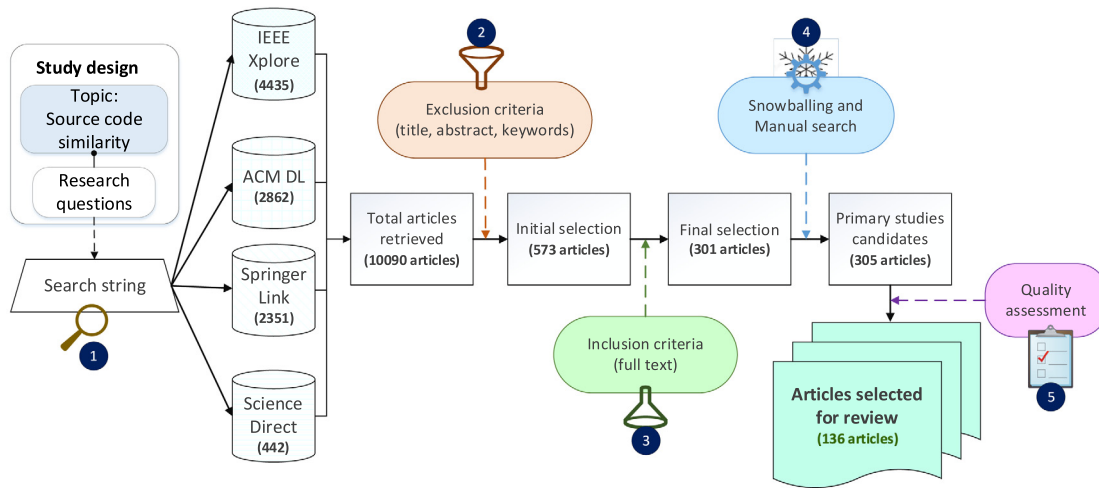 Study design
Topic:
Source code
similarity
Research
questions
Search string
1
IEEE
Xplore
(4435)
ACM DL
(2862)
Springer
Link
(2351)
Science
Direct
(442)
Total articles
retrieved
(10090 articles)
2
Exclusion criteria
(title, abstract, keywords)
Initial selection
(573 articles)
Inclusion criteria
(full text)
3
Final selection
(301 articles)
4
Snowballing and
Manual search
Primary studies
candidates
(305 articles)
Quality
assessment
5
Articles selected
for review
(136 articles)